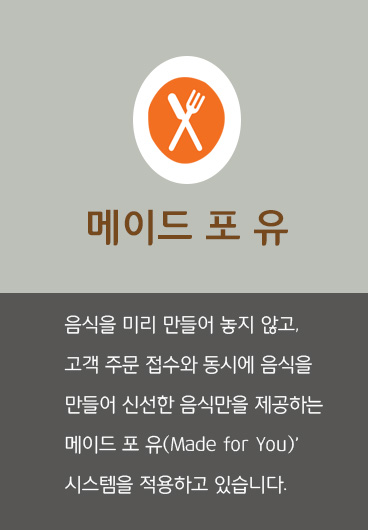 메이드 포 유
음식을 미리 만들어 놓지 않고,
고객 주문 접수와 동시에 음식을
만들어 신선한 음식만을 제공하는
메이드 포 유(Made for You)’
시스템을 적용하고 있습니다.